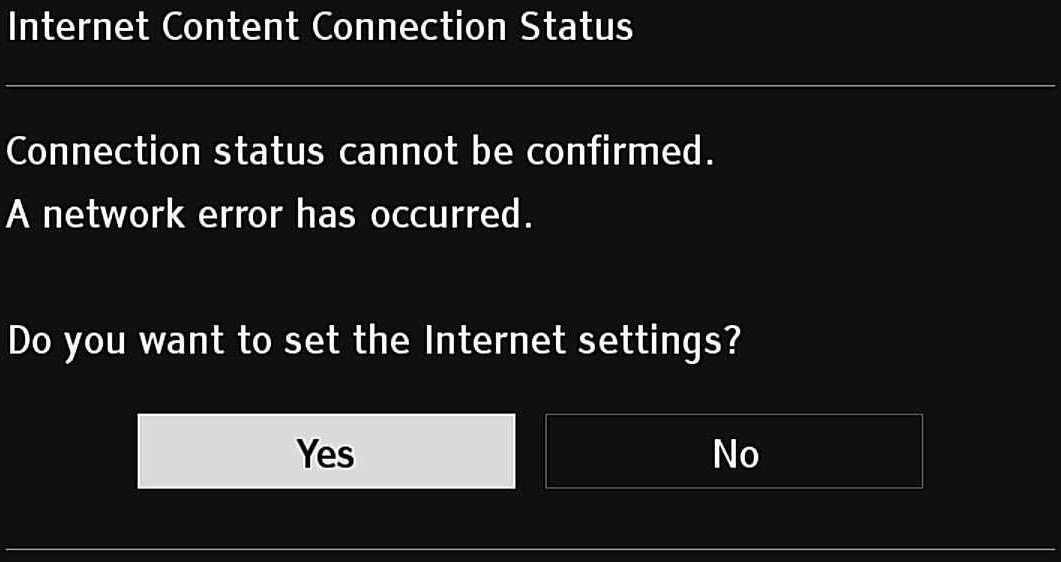 Internet Content Connection Status
Connection status cannot be confirmed.
A network error has occurred.
Do you want to set the Internet settings?
Yes
No